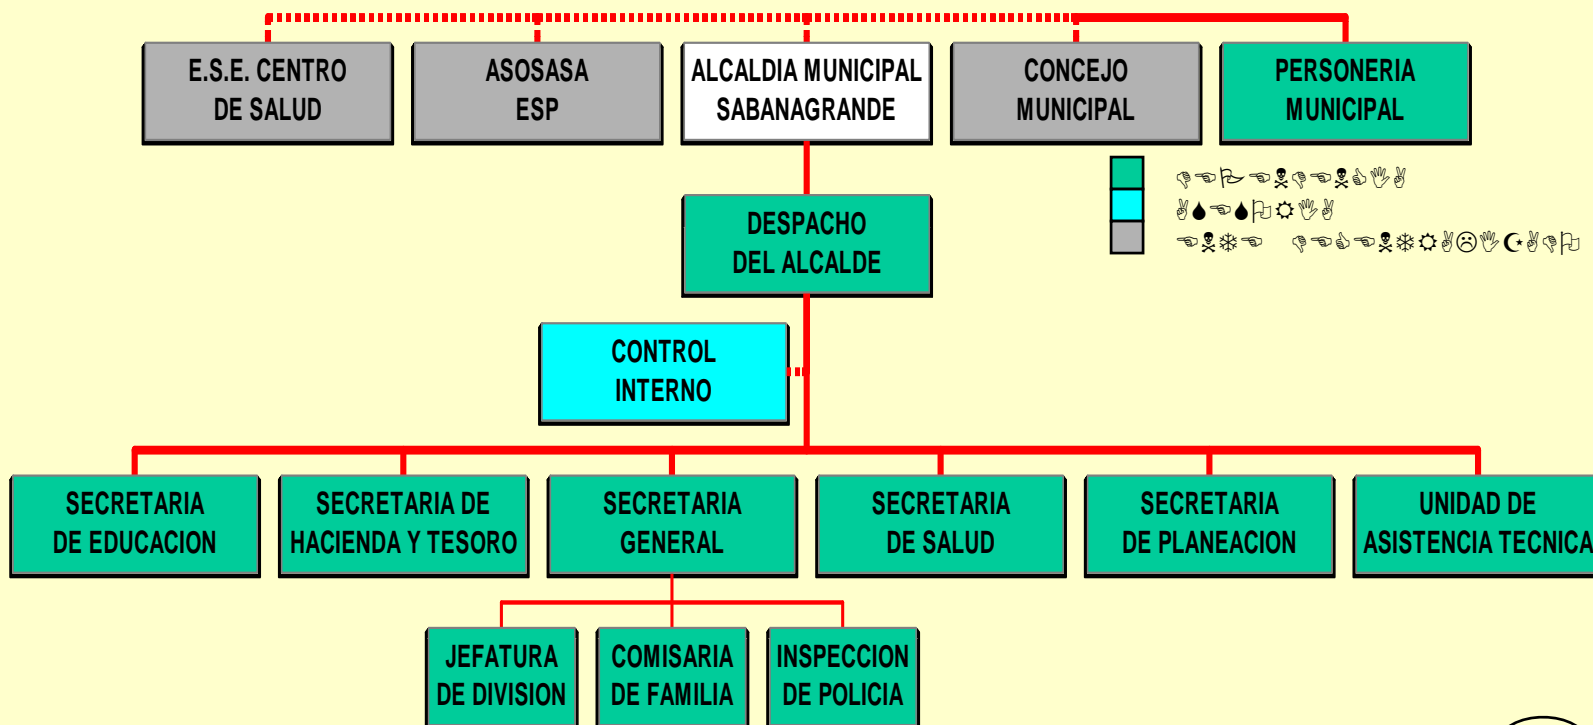 E.S.E. CENTRO
DE SALUD
ASOSASA
ESP
ALCALDIA MUNICIPAL
SABANAGRANDE
CONCEJO
MUNICIPAL
PERSONERIA
MUNICIPAL
DESPACHO
DEL ALCALDE
CONTROL
INTERNO
SECRETARIA
DE EDUCACION
SECRETARIA DE
HACIENDA Y TESORO
SECRETARIA
GENERAL
SECRETARIA
DE SALUD
SECRETARIA
DE PLANEACION
UNIDAD DE
ASISTENCIA TECNICA
JEFATURA
DE DIVISION
COMISARIA
DE FAMILIA
INSPECCION
DE POLICIA